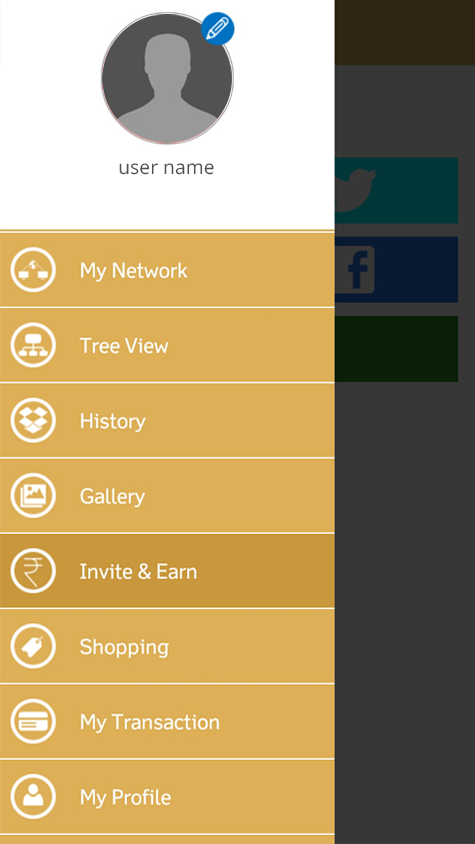 user name
My Network
Tree View
History
Gallery
Invite & Earn
Shopping
My Transaction
My Profile